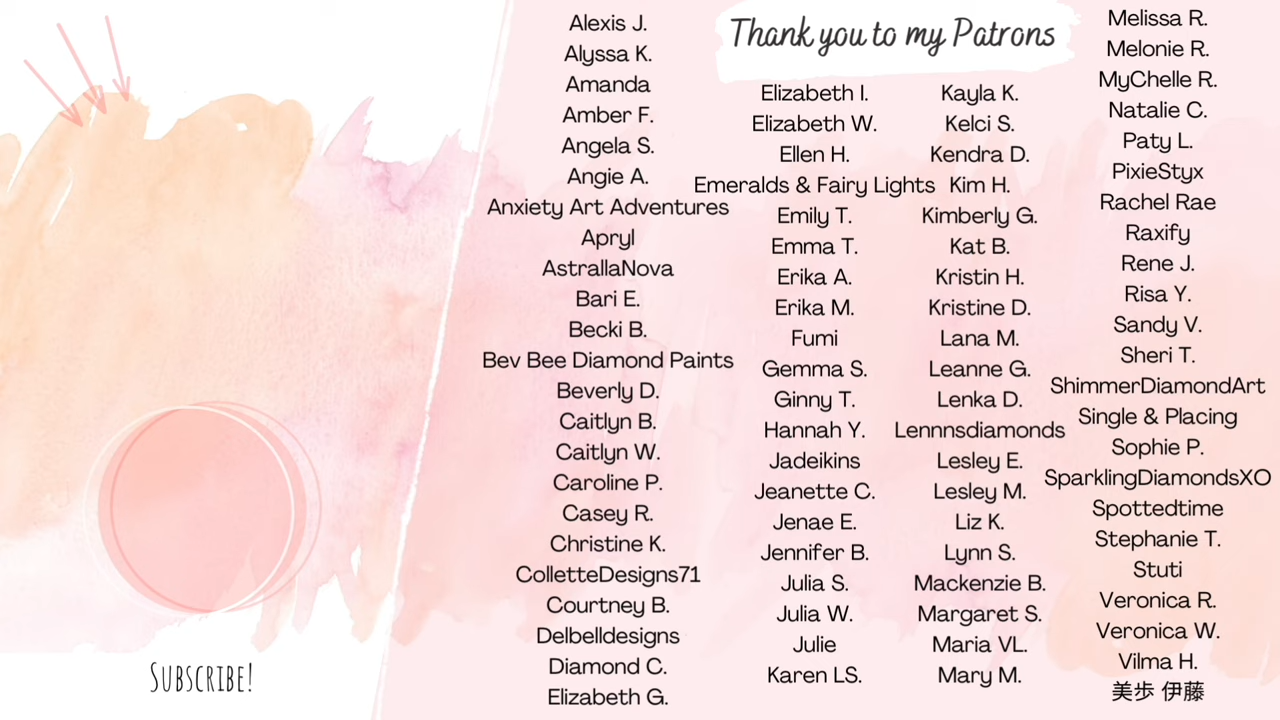 Thank you to my Patrons
Alexis J.
Alyssa K.
Amanda
Amber F.
Angela S.
Angie A.
Anxiety Art Adventures
Apryl
AstrallaNova
Bari E.
Becki B.
Bev Bee Diamond Paints
Beverly D.
Caitlyn B.
Caitlyn W.
Caroline P.
Casey R.
Christine K.
ColletteDesigns71
Courtney B.
Delbelldesigns
Diamond C.
Elizabeth G.
Elizabeth I.
Elizabeth W.
Ellen H.
Emeralds & Fairy Lights
Emily T.
Emma T.
Erika A.
Erika M.
Fumi
Gemma S.
Ginny T.
Hannah Y.
Jadeikins
Jeanette C.
Jenae E.
Jennifer B.
Julia S.
Julia W.
Julie
Karen LS.
Kayla K.
Kelci S.
Kendra D.
Kim H.
Kimberly G.
Kat B.
Kristin H.
Kristine D.
Lana M.
Leanne G.
Lenka D.
Lennnsdiamonds
Lesley E.
Lesley M.
Liz K.
Lynn S.
Mackenzie B.
Margaret S.
Maria VL.
Mary M.
Melissa R.
Melonie R.
MyChelle R.
Natalie C.
Paty L.
PixieStyx
Rachel Rae
Raxify
Rene J.
Risa Y.
Sandy V.
Sheri T.
ShimmerDiamondArt
Single & Placing
Sophie P.
SparklingDiamondsXO
Spottedtime
Stephanie T.
Stuti
Veronica R.
Veronica W.
Vilma H.
美歩 伊藤
Subscribe!